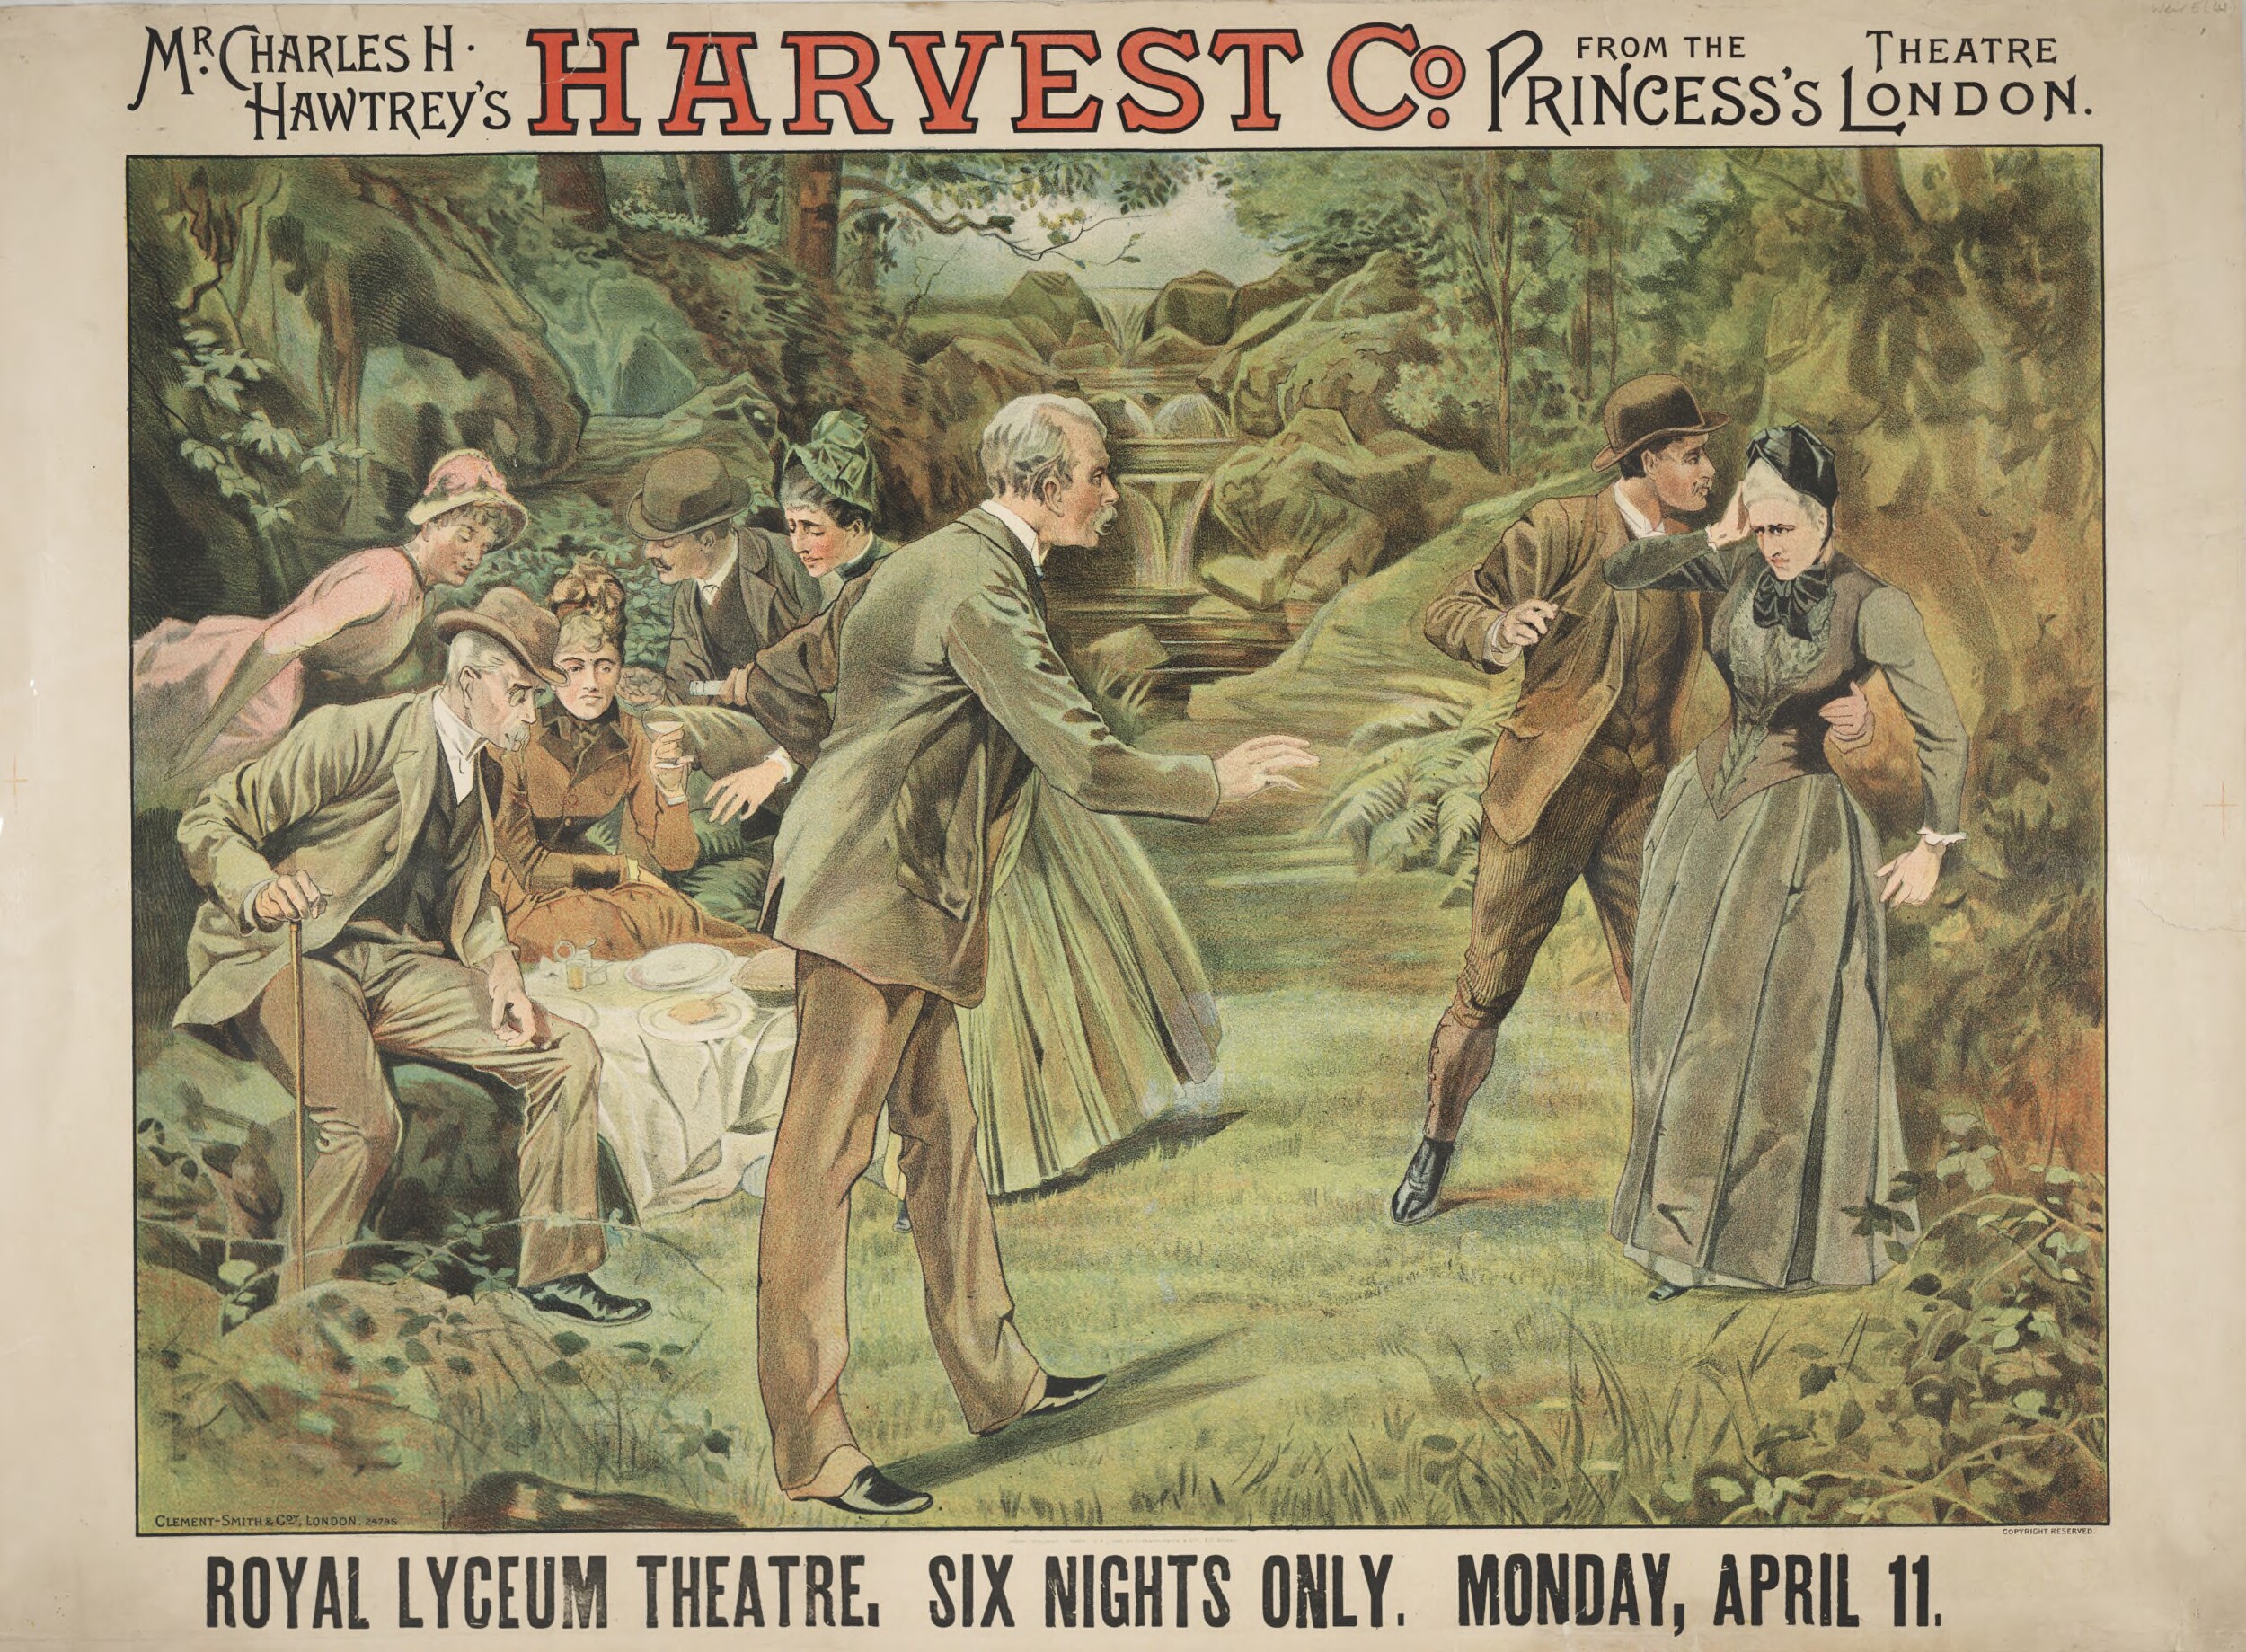 MR. CHARLES H.
HAWTREY'S
HARVEST Co.
FROM THE
PRINCESS'S
THEATRE
LONDON.
CLEMENT-SMITH & Coy, LONDON. 24795
COPYRIGHT RESERVED.
ROYAL LYCEUM THEATRE. SIX NIGHTS ONLY. MONDAY, APRIL 11.